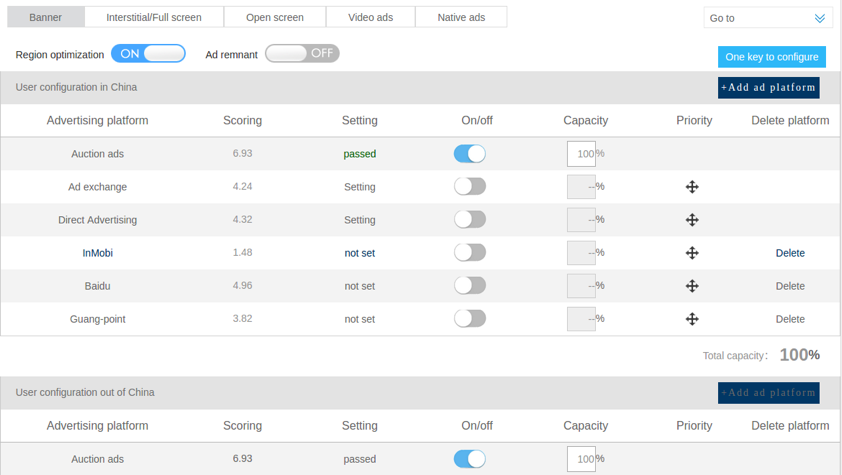 Banner Interstitial/Full screen Open screen Video ads Native ads Go to
Region optimization ON Ad remnant OFF One key to configure
User configuration in China +Add ad platform
Advertising platform Scoring Setting On/off Capacity Priority Delete platform
Auction ads 6.93 passed 100%
Ad exchange 4.24 Setting --%
Direct Advertising 4.32 Setting --%
InMobi 1.48 not set --% Delete
Baidu 4.96 not set --% Delete
Guang-point 3.82 not set --% Delete
Total capacity: 100%
User configuration out of China +Add ad platform
Advertising platform Scoring Setting On/off Capacity Priority Delete platform
Auction ads 6.93 passed 100%